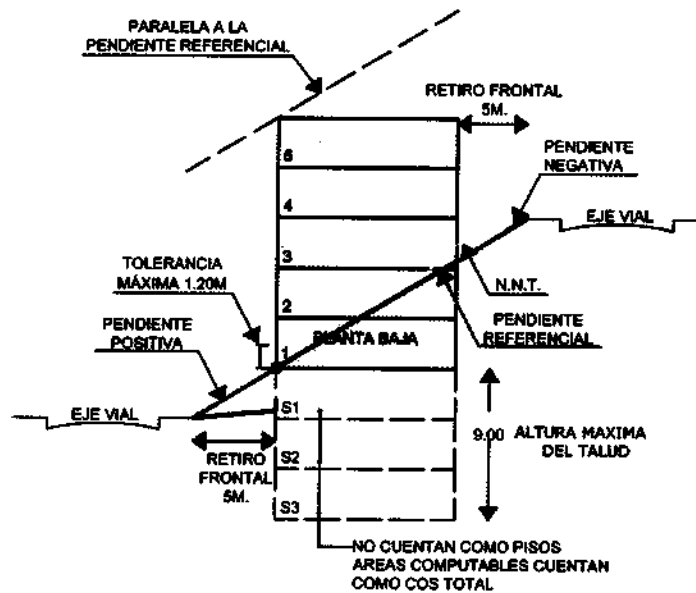 PARALELA A LA
PENDIENTE REFERENCIAL
RETIRO FRONTAL
5M.
PENDIENTE
NEGATIVA
5
4
EJE VIAL
TOLERANCIA
MÁXIMA 1.20M
3
N.N.T.
PENDIENTE
POSITIVA
2
PENDIENTE
REFERENCIAL
1
PLANTA BAJA
EJE VIAL
S1
9.00 ALTURA MAXIMA
DEL TALUD
RETIRO
FRONTAL
5M.
S2
S3
NO CUENTAN COMO PISOS
AREAS COMPUTABLES CUENTAN
COMO COS TOTAL